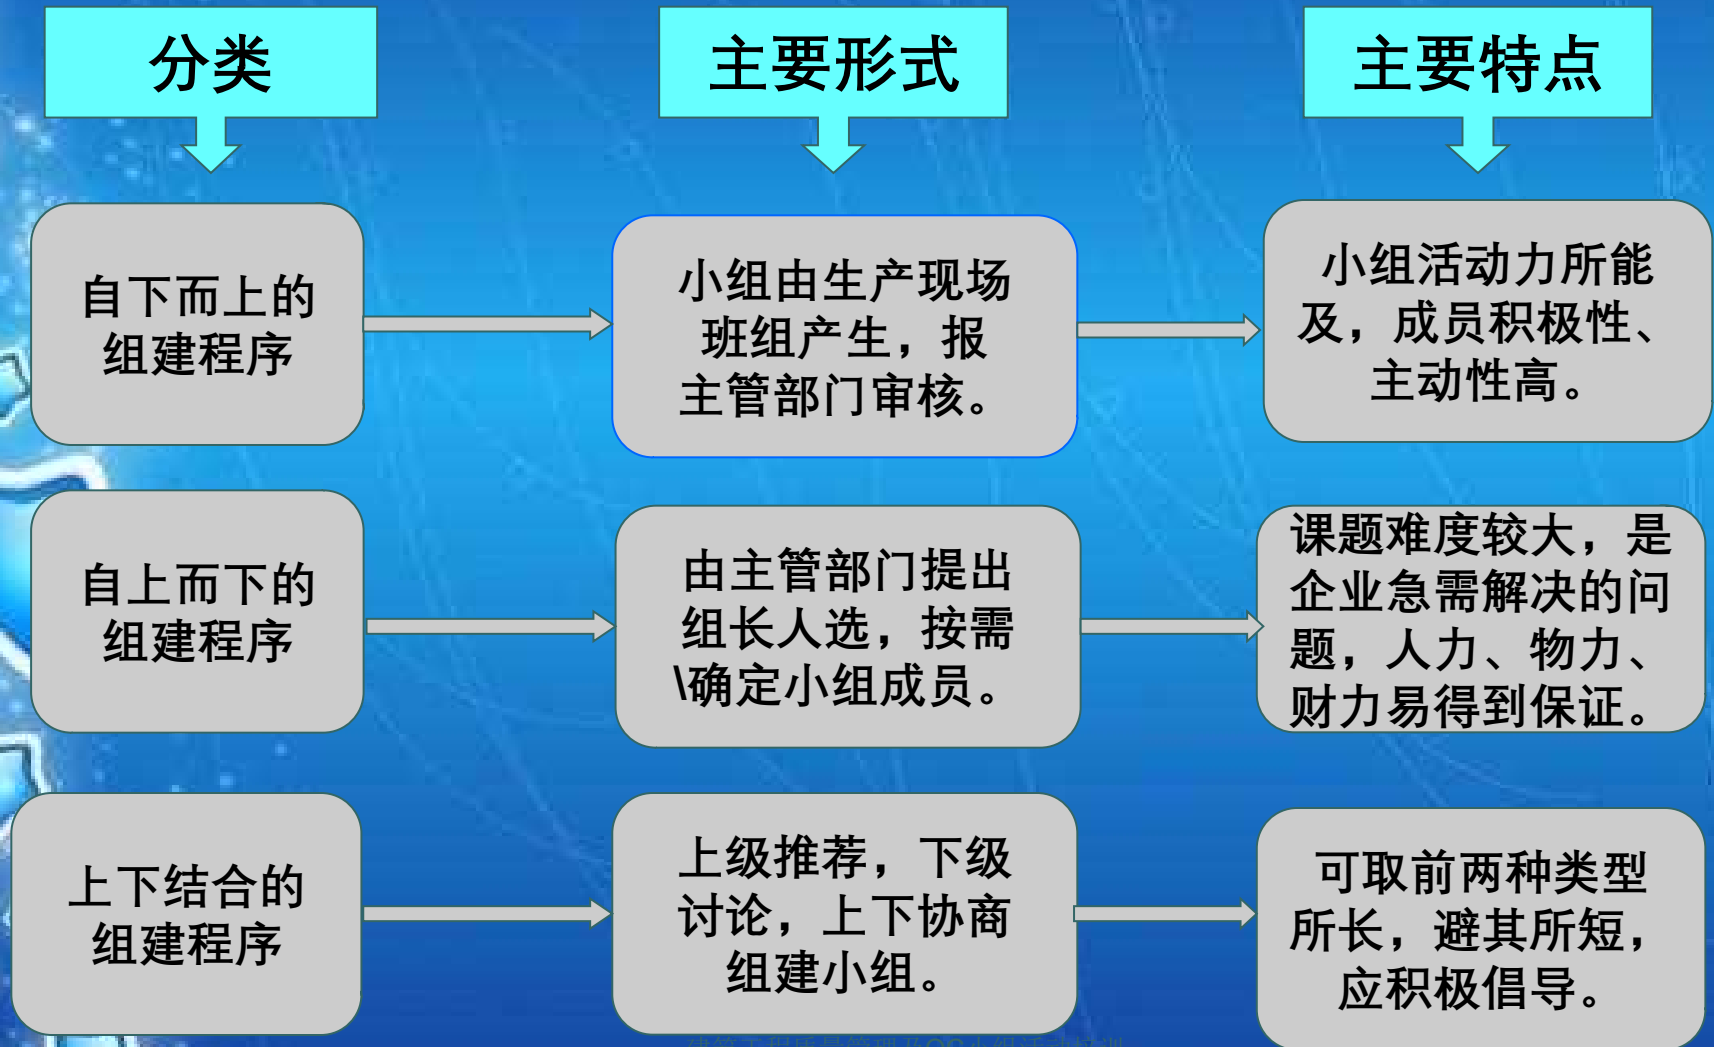 分类
主要形式
主要特点
自下而上的
组建程序
小组由生产现场
班组产生，报
主管部门审核。
小组活动力所能
及，成员积极性、
主动性高。
自上而下的
组建程序
由主管部门提出
组长人选，按需
\确定小组成员。
课题难度较大，是
企业急需解决的问
题，人力、物力、
财力易得到保证。
上下结合的
组建程序
上级推荐，下级
讨论，上下协商
组建小组。
可取前两种类型
所长，避其所短，
应积极倡导。